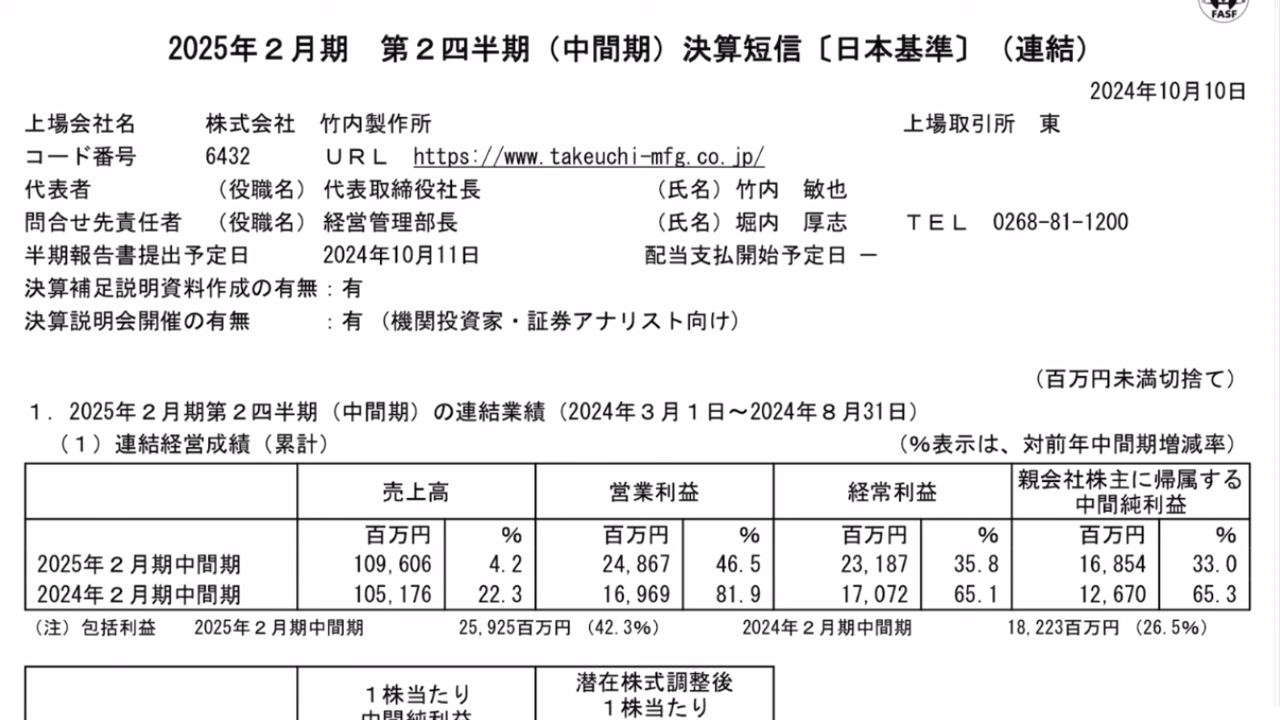 FASF
2025年２月期　第２四半期（中間期）決算短信〔日本基準〕（連結）
2024年10月10日
上場会社名　株式会社　竹内製作所　上場取引所　東
コード番号　6432　ＵＲＬ　https://www.takeuchi-mfg.co.jp/
代表者　（役職名）代表取締役社長　（氏名）竹内　敏也
問合せ先責任者　（役職名）経営管理部長　（氏名）堀内　厚志　ＴＥＬ　0268-81-1200
半期報告書提出予定日　2024年10月11日　配当支払開始予定日 －
決算補足説明資料作成の有無：有
決算説明会開催の有無　：有（機関投資家・証券アナリスト向け）
（百万円未満切捨て）
１．2025年２月期第２四半期（中間期）の連結業績（2024年３月１日～2024年８月31日）
（１）連結経営成績（累計）　（％表示は、対前年中間期増減率）
売上高　営業利益　経常利益　親会社株主に帰属する中間純利益
百万円　％　百万円　％　百万円　％　百万円　％
2025年２月期中間期　109,606　4.2　24,867　46.5　23,187　35.8　16,854　33.0
2024年２月期中間期　105,176　22.3　16,969　81.9　17,072　65.1　12,670　65.3
（注）包括利益　2025年２月期中間期　25,925百万円（42.3％）　2024年２月期中間期　18,223百万円（26.5％）
１株当たり
中間純利益
潜在株式調整後
１株当たり